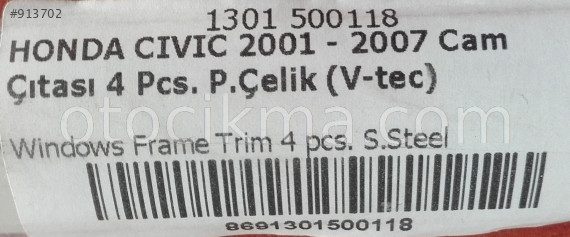 #913702
1301 500118
HONDA CIVIC 2001 - 2007 Cam
Çıtası 4 Pcs. P.Çelik (V-tec)
otocikma.com
Windows Frame Trim 4 pcs. S.Steel
8691301500118